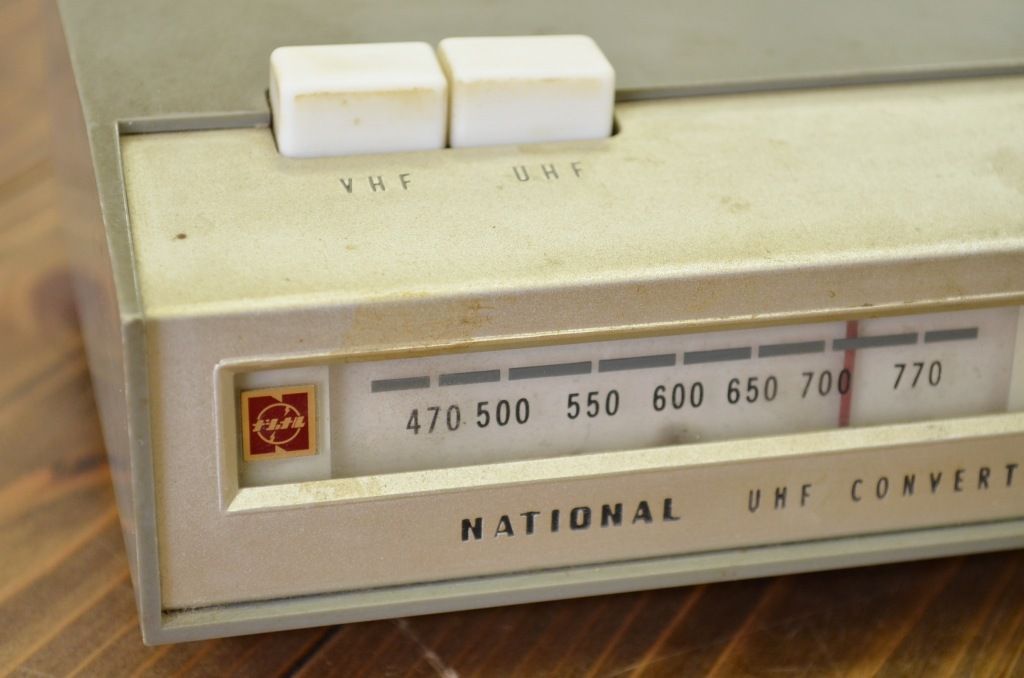 VHF UHF
470 500 550 600 650 700 770
ナショナル
NATIONAL UHF CONVERT